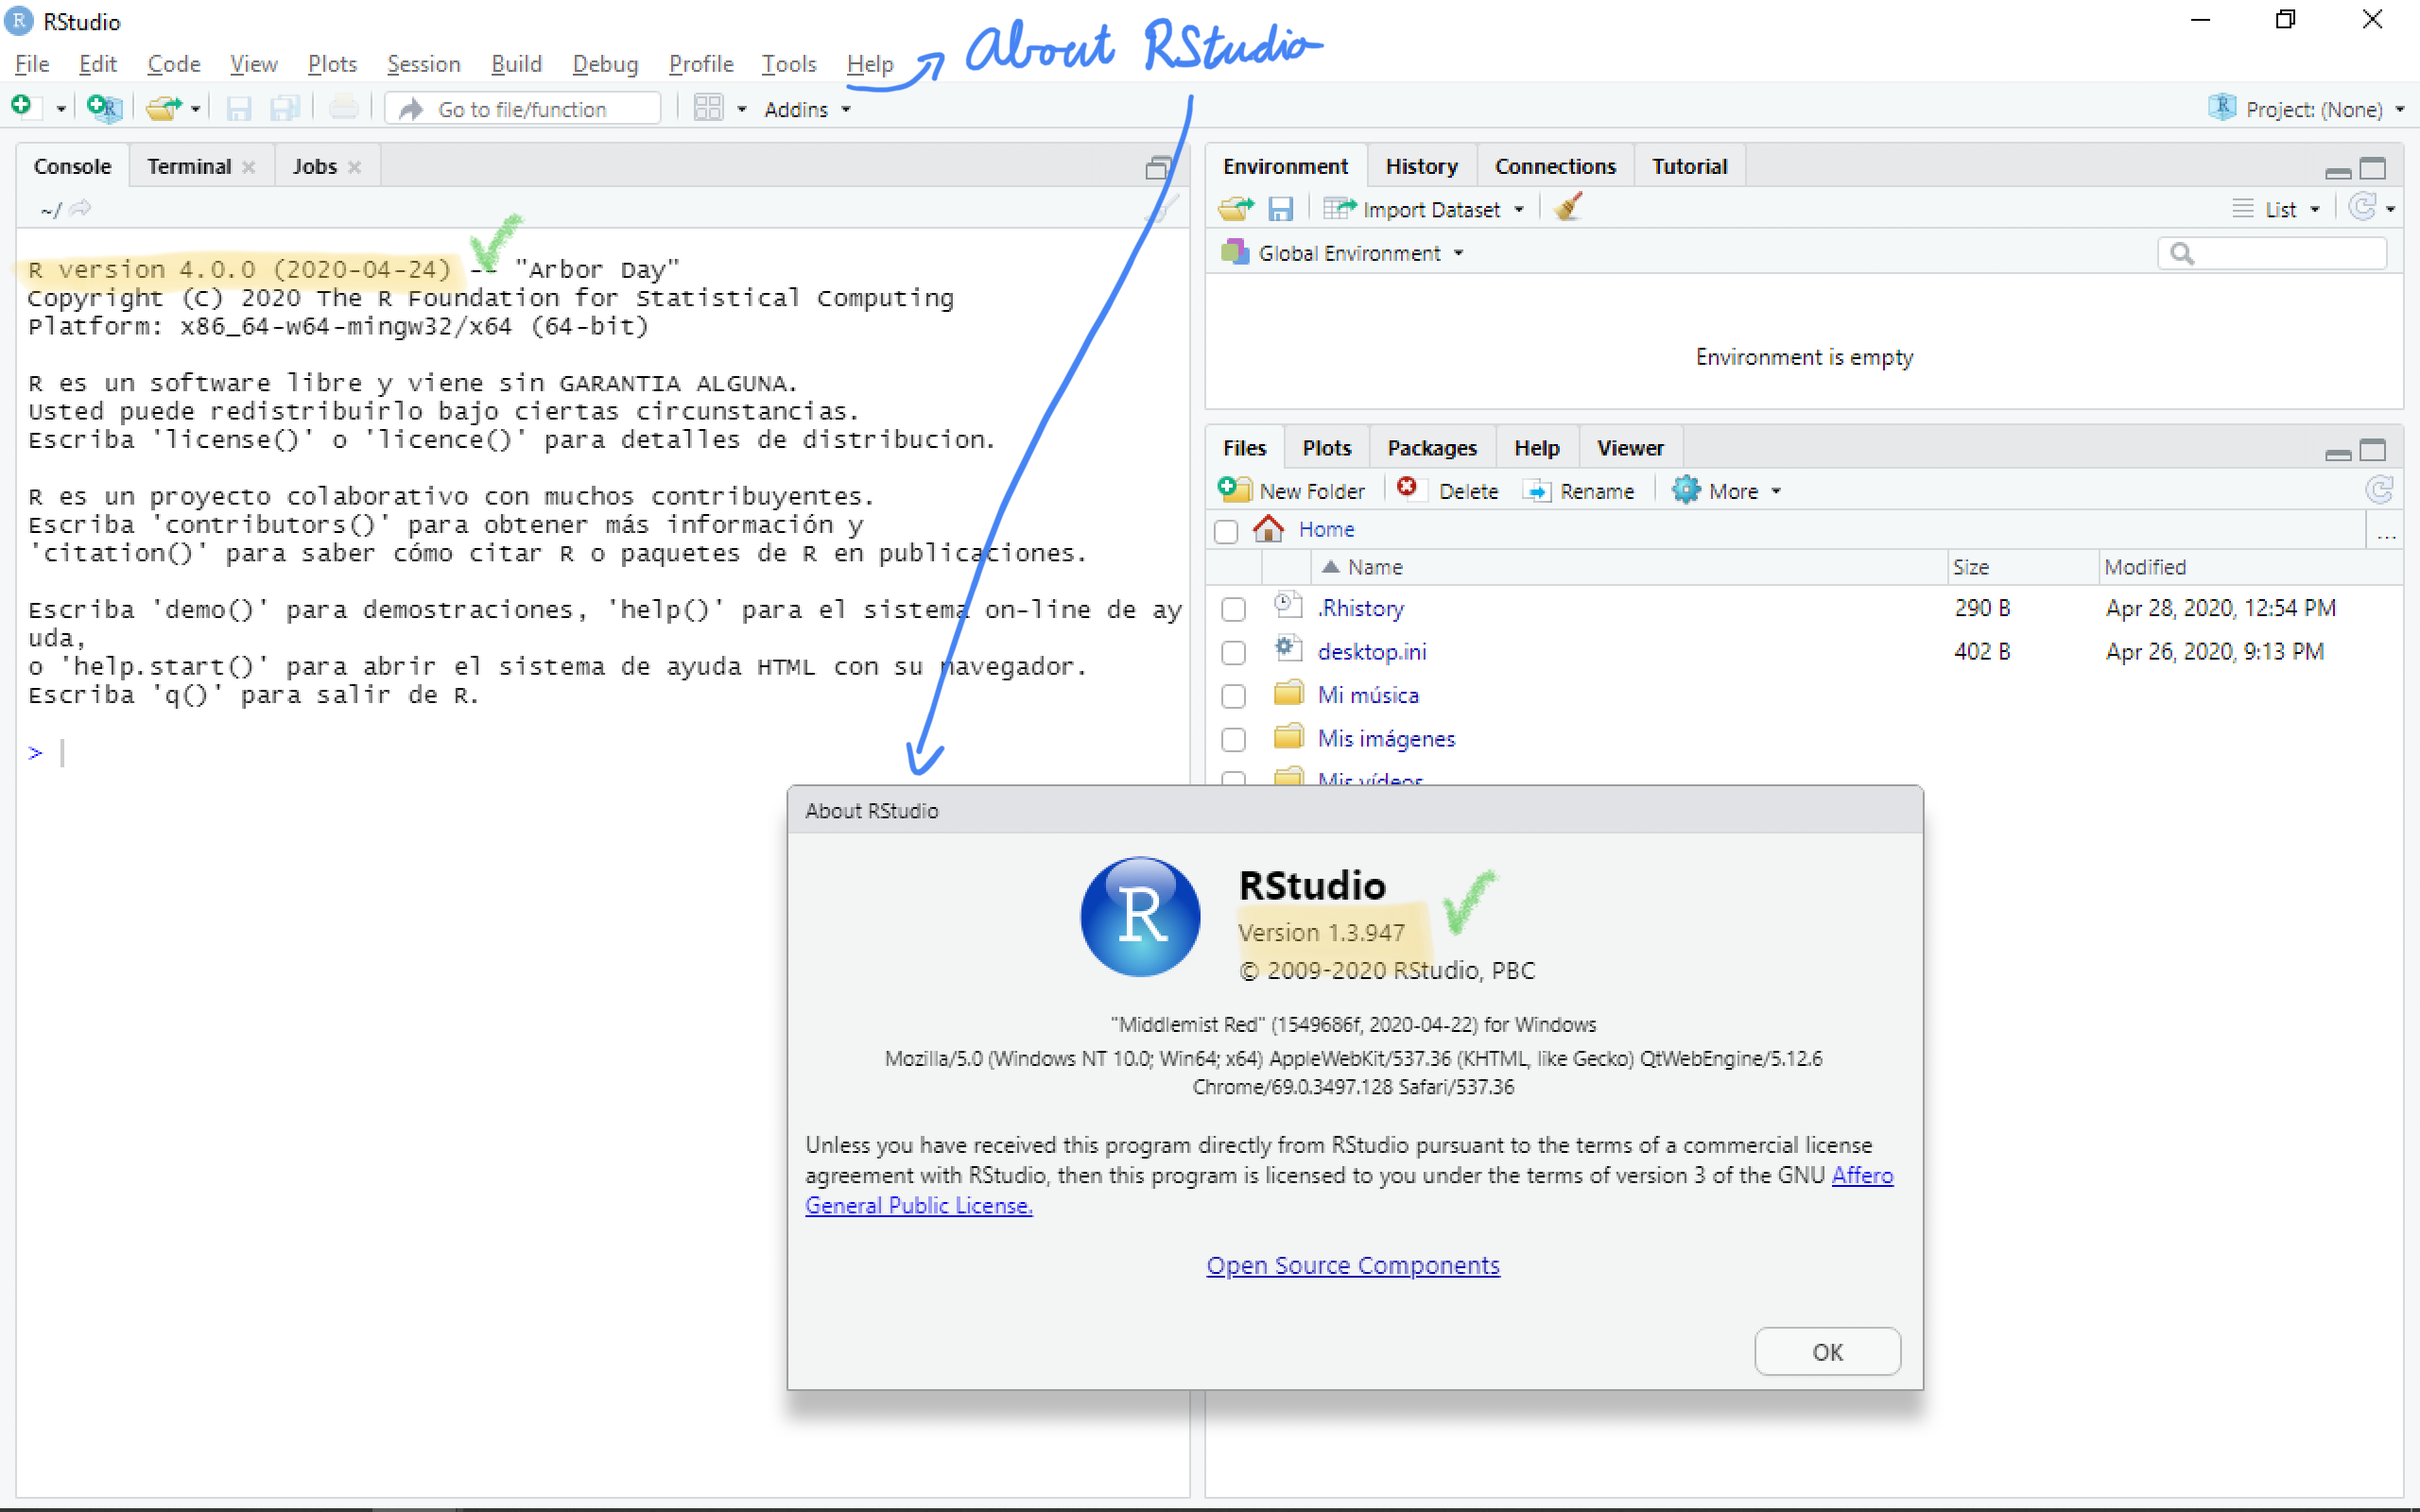 RStudio
About RStudio
File Edit Code View Plots Session Build Debug Profile Tools Help
Go to file/function Addins Project: (None)
Console Terminal Jobs
~/
R version 4.0.0 (2020-04-24) -- "Arbor Day"
Copyright (C) 2020 The R Foundation for Statistical Computing
Platform: x86_64-w64-mingw32/x64 (64-bit)
R es un software libre y viene sin GARANTIA ALGUNA.
Usted puede redistribuirlo bajo ciertas circunstancias.
Escriba 'license()' o 'licence()' para detalles de distribucion.
R es un proyecto colaborativo con muchos contribuyentes.
Escriba 'contributors()' para obtener más información y
'citation()' para saber cómo citar R o paquetes de R en publicaciones.
Escriba 'demo()' para demostraciones, 'help()' para el sistema on-line de ay
uda,
o 'help.start()' para abrir el sistema de ayuda HTML con su navegador.
Escriba 'q()' para salir de R.
>
Environment History Connections Tutorial
Import Dataset List
Global Environment
Environment is empty
Files Plots Packages Help Viewer
New Folder Delete Rename More
Home ...
Name Size Modified
.Rhistory 290 B Apr 28, 2020, 12:54 PM
desktop.ini 402 B Apr 26, 2020, 9:13 PM
Mi música
Mis imágenes
Mis vídeos
About RStudio
R
RStudio
Version 1.3.947
© 2009-2020 RStudio, PBC
"Middlemist Red" (1549686f, 2020-04-22) for Windows
Mozilla/5.0 (Windows NT 10.0; Win64; x64) AppleWebKit/537.36 (KHTML, like Gecko) QtWebEngine/5.12.6
Chrome/69.0.3497.128 Safari/537.36
Unless you have received this program directly from RStudio pursuant to the terms of a commercial license
agreement with RStudio, then this program is licensed to you under the terms of version 3 of the GNU Affero
General Public License.
Open Source Components
OK